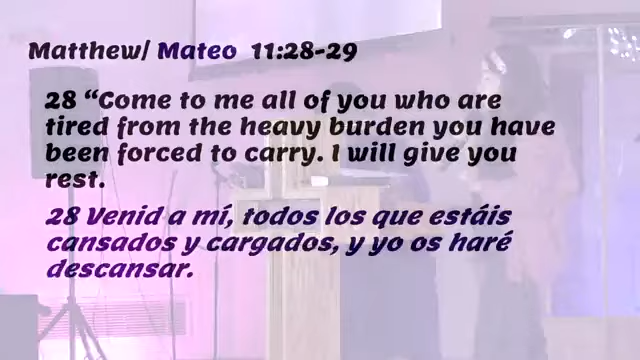 Matthew/ Mateo 11:28-29
28 “Come to me all of you who are
tired from the heavy burden you have
been forced to carry. I will give you
rest.
28 Venid a mí, todos los que estáis
cansados y cargados, y yo os haré
descansar.